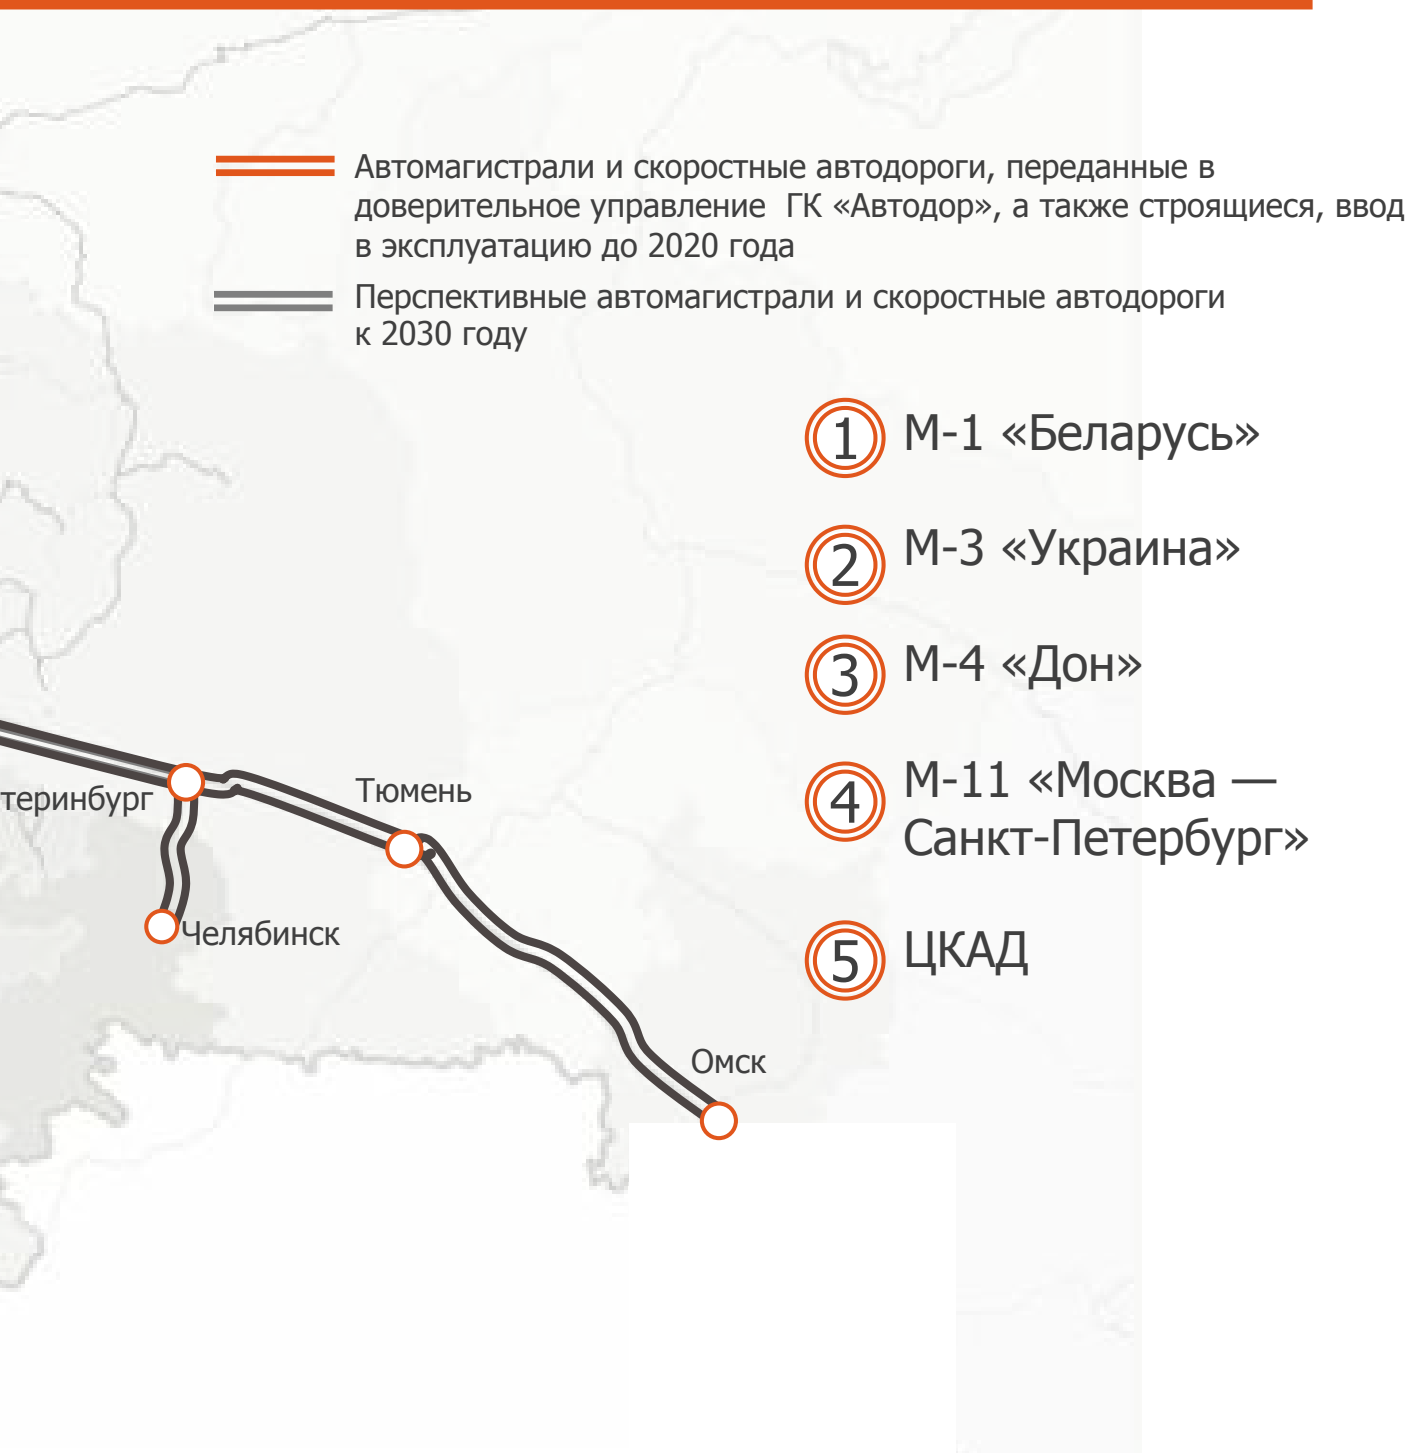 Автомагистрали и скоростные автодороги, переданные в
доверительное управление  ГК «Автодор», а также строящиеся, ввод
в эксплуатацию до 2020 года
Перспективные автомагистрали и скоростные автодороги
к 2030 году
1 М-1 «Беларусь»
2 М-3 «Украина»
3 М-4 «Дон»
4 М-11 «Москва —
Санкт-Петербург»
5 ЦКАД
теринбург
Тюмень
Челябинск
Омск